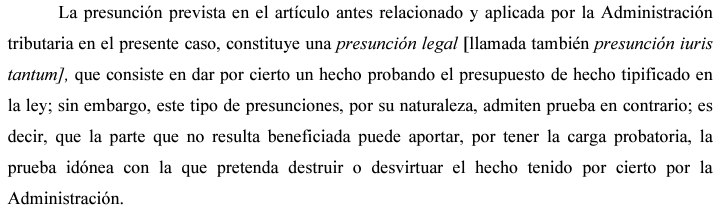 La presunción prevista en el artículo antes relacionado y aplicada por la Administración
tributaria en el presente caso, constituye una presunción legal [llamada también presunción iuris
tantum], que consiste en dar por cierto un hecho probando el presupuesto de hecho tipificado en
la ley; sin embargo, este tipo de presunciones, por su naturaleza, admiten prueba en contrario; es
decir, que la parte que no resulta beneficiada puede aportar, por tener la carga probatoria, la
prueba idónea con la que pretenda destruir o desvirtuar el hecho tenido por cierto por la
Administración.